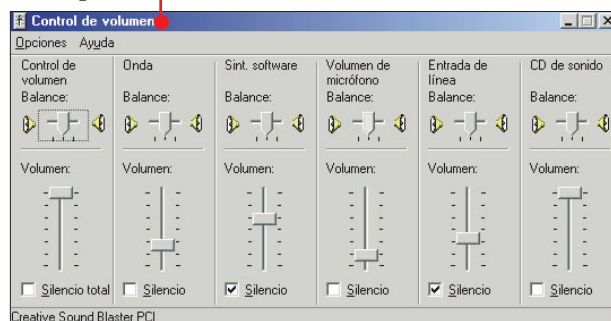 Control de volumen
Opciones Ayuda
Control de volumen
Balance:
Volumen:
Silencio total
Onda
Balance:
Volumen:
Silencio
Sint. software
Balance:
Volumen:
Silencio
Volumen de micrófono
Balance:
Volumen:
Silencio
Entrada de línea
Balance:
Volumen:
Silencio
CD de sonido
Balance:
Volumen:
Silencio
Creative Sound Blaster PCI